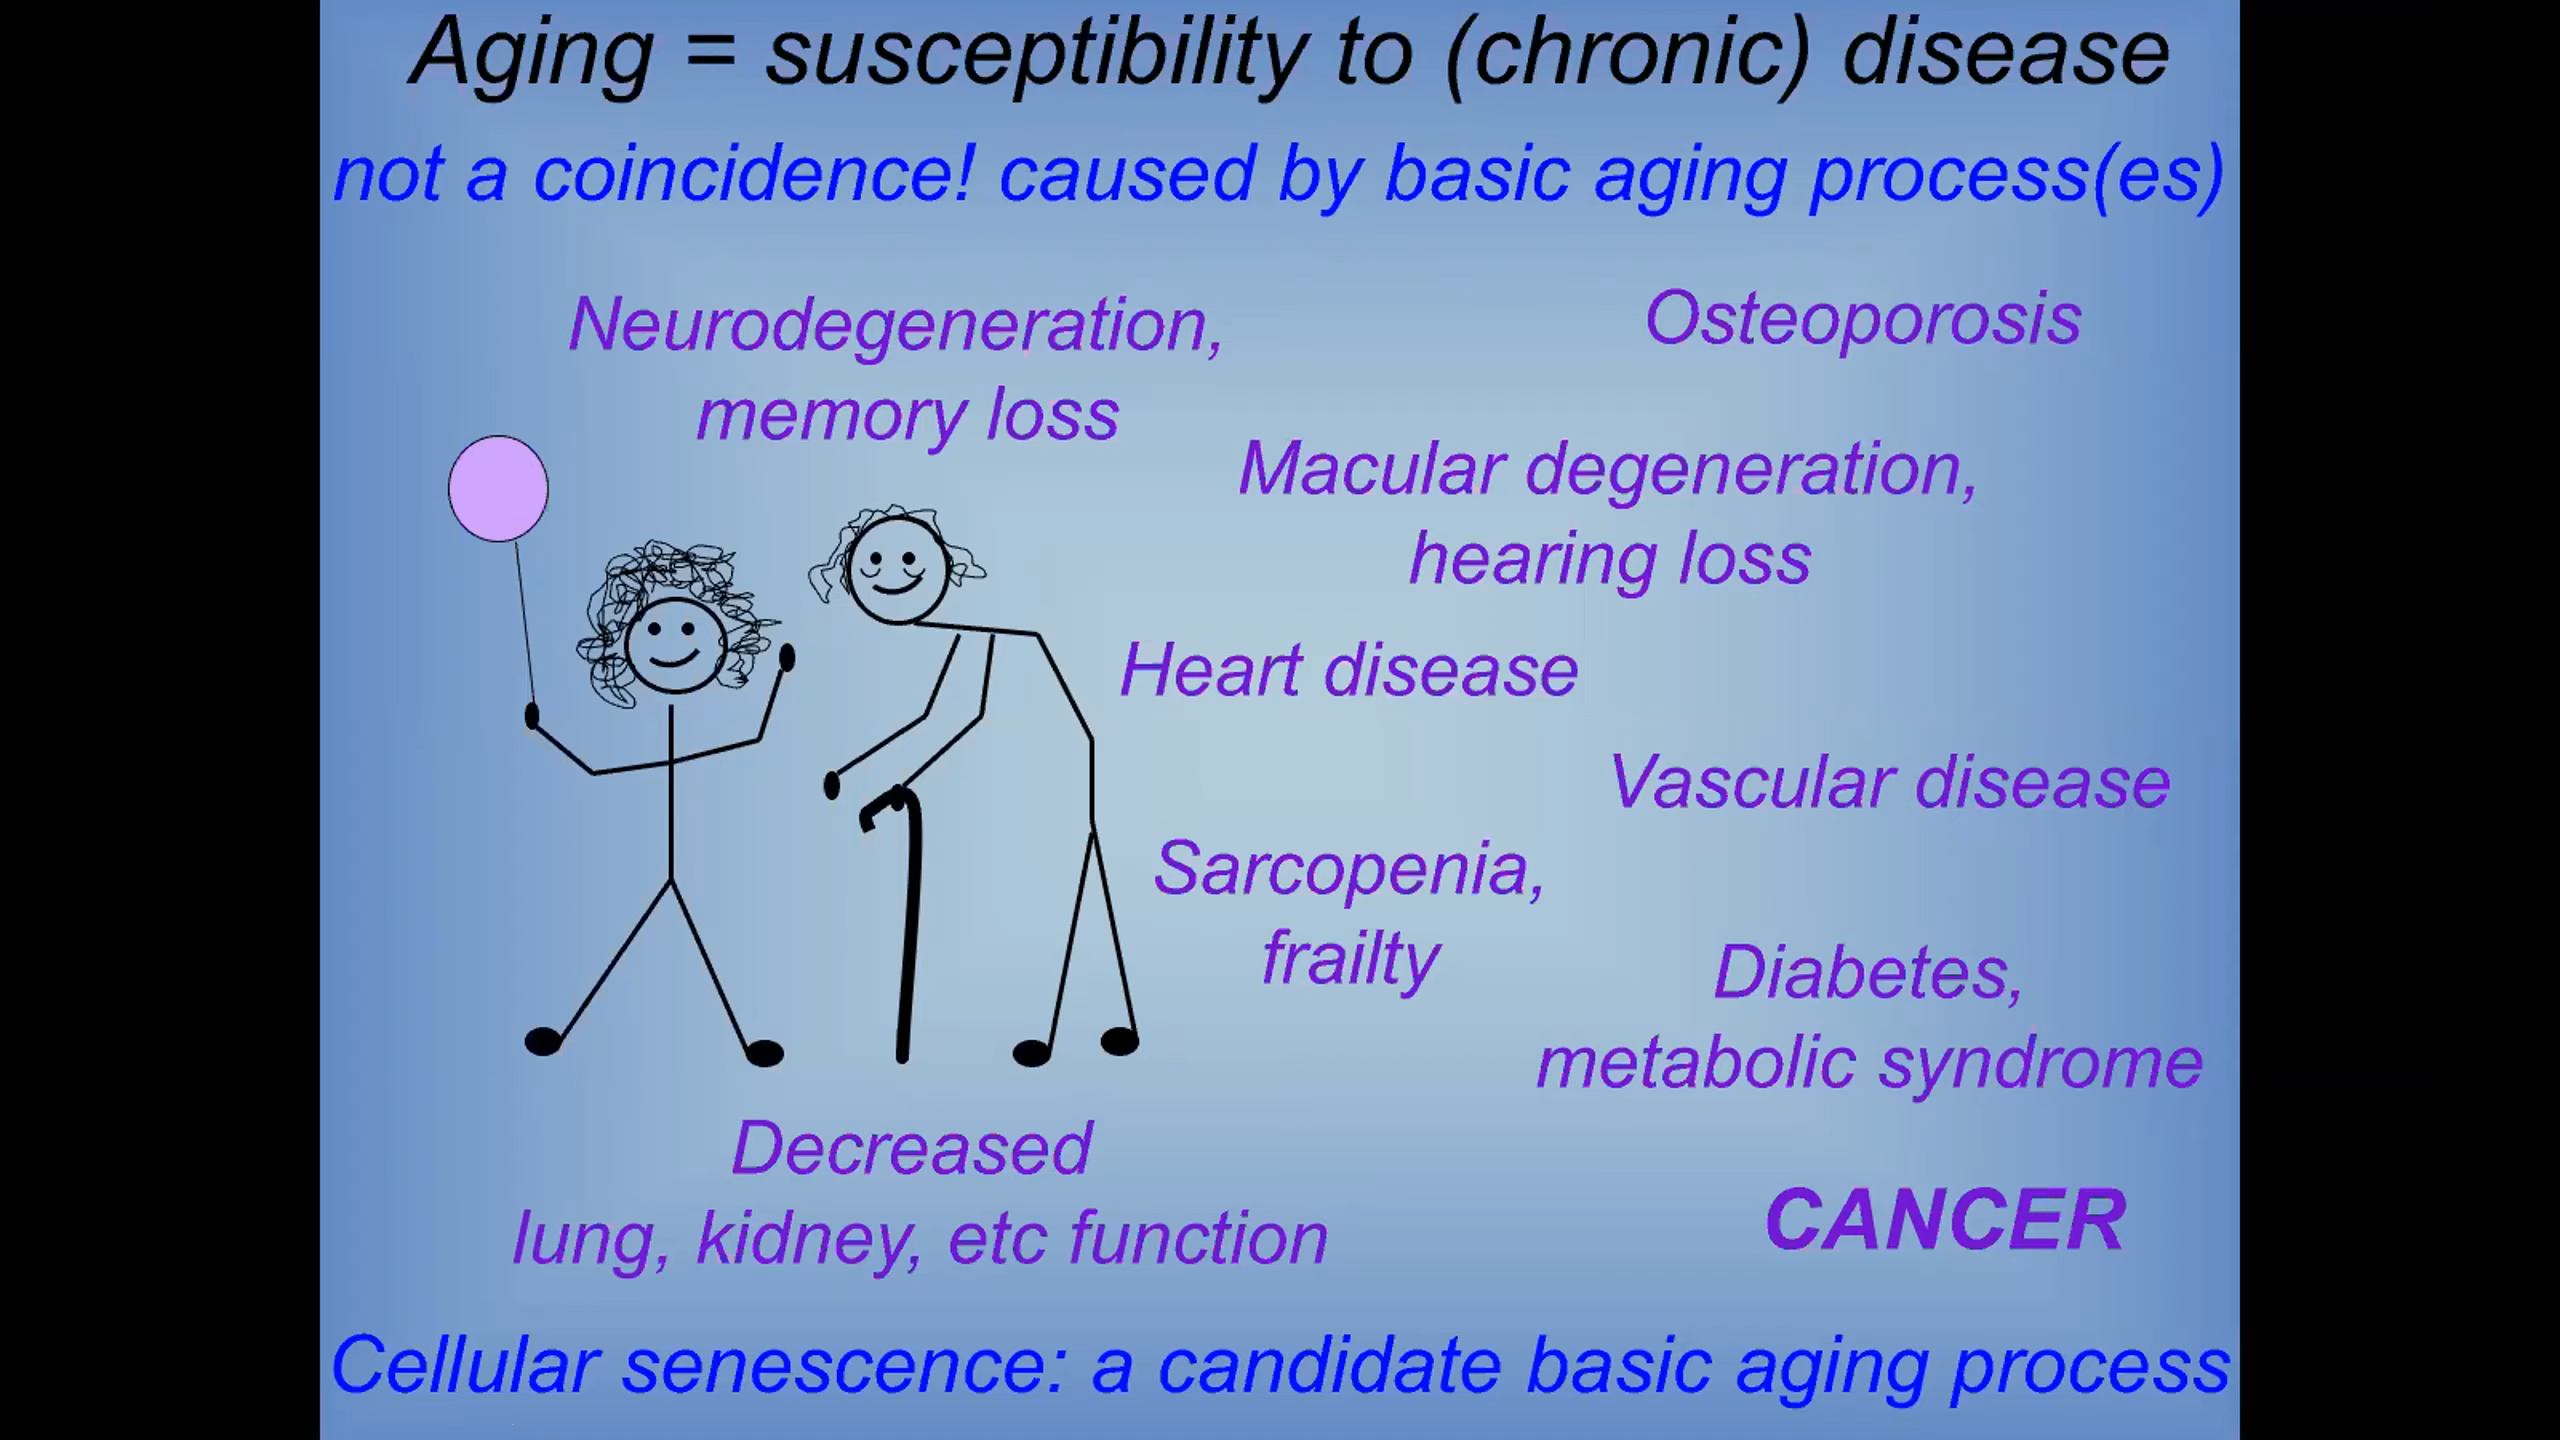 Aging = susceptibility to (chronic) disease
not a coincidence! caused by basic aging process(es)
Neurodegeneration,
memory loss
Osteoporosis
Macular degeneration,
hearing loss
Heart disease
Vascular disease
Sarcopenia,
frailty
Diabetes,
metabolic syndrome
Decreased
lung, kidney, etc function
CANCER
Cellular senescence: a candidate basic aging process